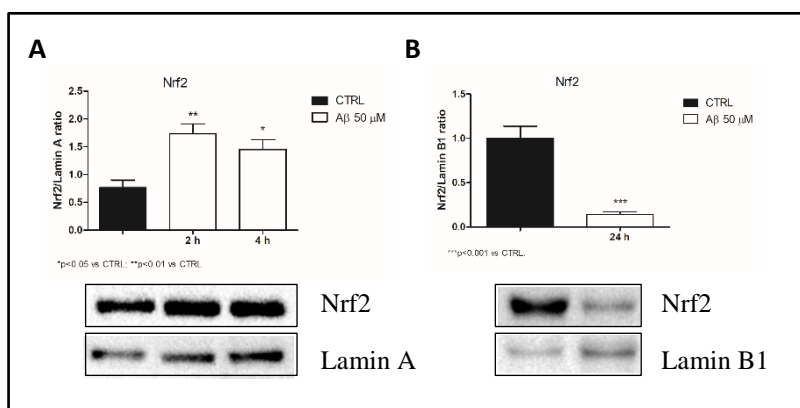 A
Nrf2
Nrf2/Lamin A ratio
2.5
2.0
1.5
1.0
0.5
0.0
**
*
2 h
4 h
CTRL
Aβ 50 μM
*p<0.05 vs CTRL; **p<0.01 vs CTRL
Nrf2
Lamin A
B
Nrf2
Nrf2/Lamin B1 ratio
1.5
1.0
0.5
0.0
***
24 h
CTRL
Aβ 50 μM
***p<0.001 vs CTRL.
Nrf2
Lamin B1